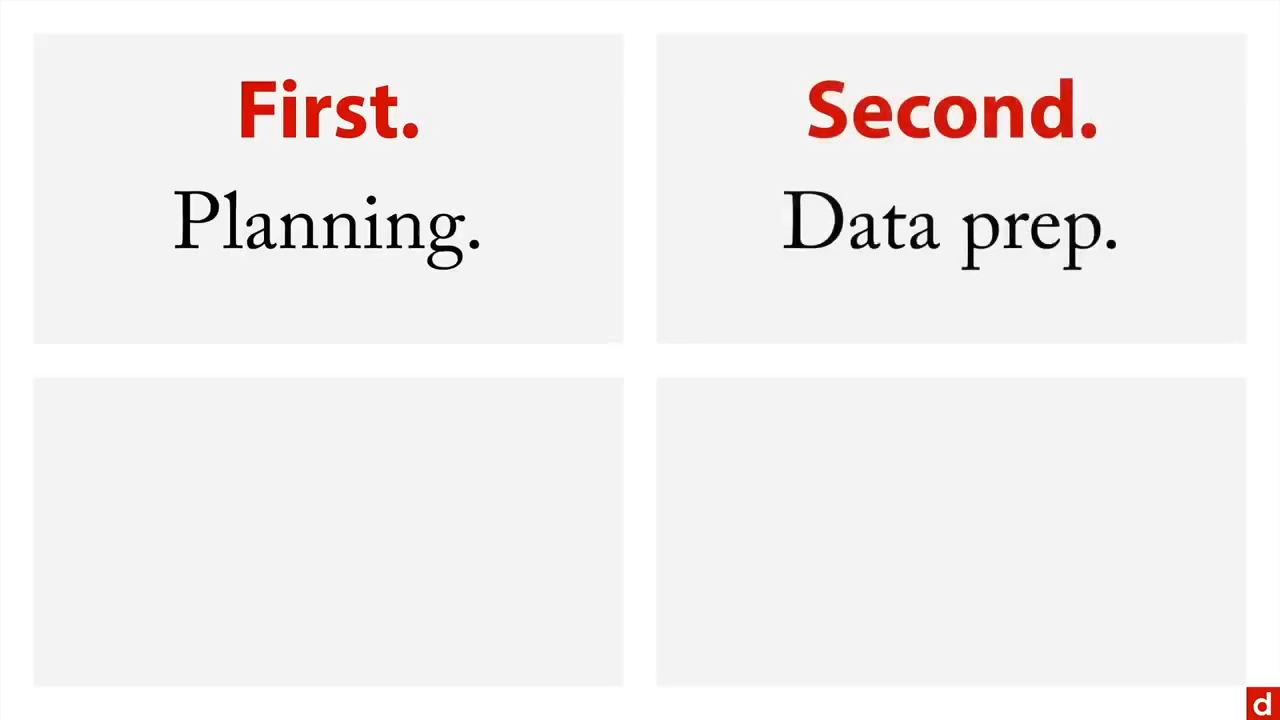 First.
Planning.
Second.
Data prep.
d